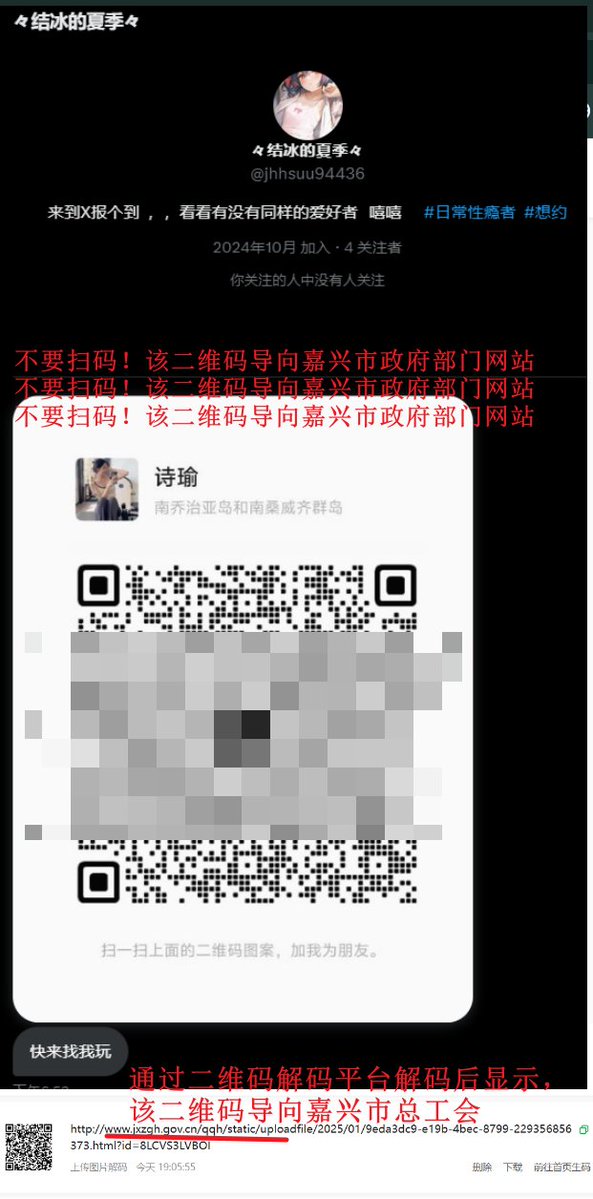 々结冰的夏季々
々结冰的夏季々
@jhhsuu94436
来到X报个到 ，，看看有没有同样的爱好者 嘻嘻 #日常性瘾者 #想约
2024年10月 加入 · 4 关注者
你关注的人中没有人关注
不要扫码！该二维码导向嘉兴市政府部门网站
不要扫码！该二维码导向嘉兴市政府部门网站
不要扫码！该二维码导向嘉兴市政府部门网站
诗瑜
南乔治亚岛和南桑威齐群岛
扫一扫上面的二维码图案，加我为朋友。
快来找我玩
通过二维码解码平台解码后显示，
该二维码导向嘉兴市总工会
http://www.jxzgh.gov.cn/qqh/static/uploadfile/2025/01/9eda3dc9-e19b-4bec-8799-229356856
373.html?id=8LCVS3LVBOI
上传图片解码 今天 19:05:55 删除 下载 前往首页生码